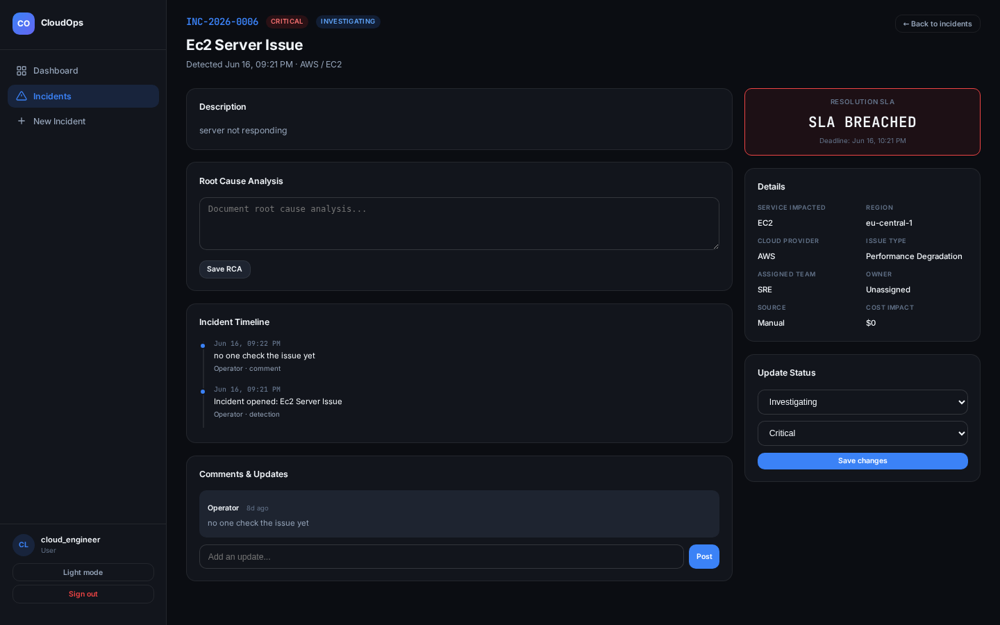 CO CloudOps
Dashboard
Incidents
New Incident
CL cloud_engineer
User
Light mode
Sign out
INC-2026-0006 CRITICAL INVESTIGATING
← Back to incidents
Ec2 Server Issue
Detected Jun 16, 09:21 PM · AWS / EC2
Description
server not responding
Root Cause Analysis
Document root cause analysis...
Save RCA
Incident Timeline
Jun 16, 09:22 PM
no one check the issue yet
Operator · comment
Jun 16, 09:21 PM
Incident opened: Ec2 Server Issue
Operator · detection
Comments & Updates
Operator 8d ago
no one check the issue yet
Add an update...
Post
RESOLUTION SLA
SLA BREACHED
Deadline: Jun 16, 10:21 PM
Details
SERVICE IMPACTED REGION
EC2 eu-central-1
CLOUD PROVIDER ISSUE TYPE
AWS Performance Degradation
ASSIGNED TEAM OWNER
SRE Unassigned
SOURCE COST IMPACT
Manual $0
Update Status
Investigating
Critical
Save changes